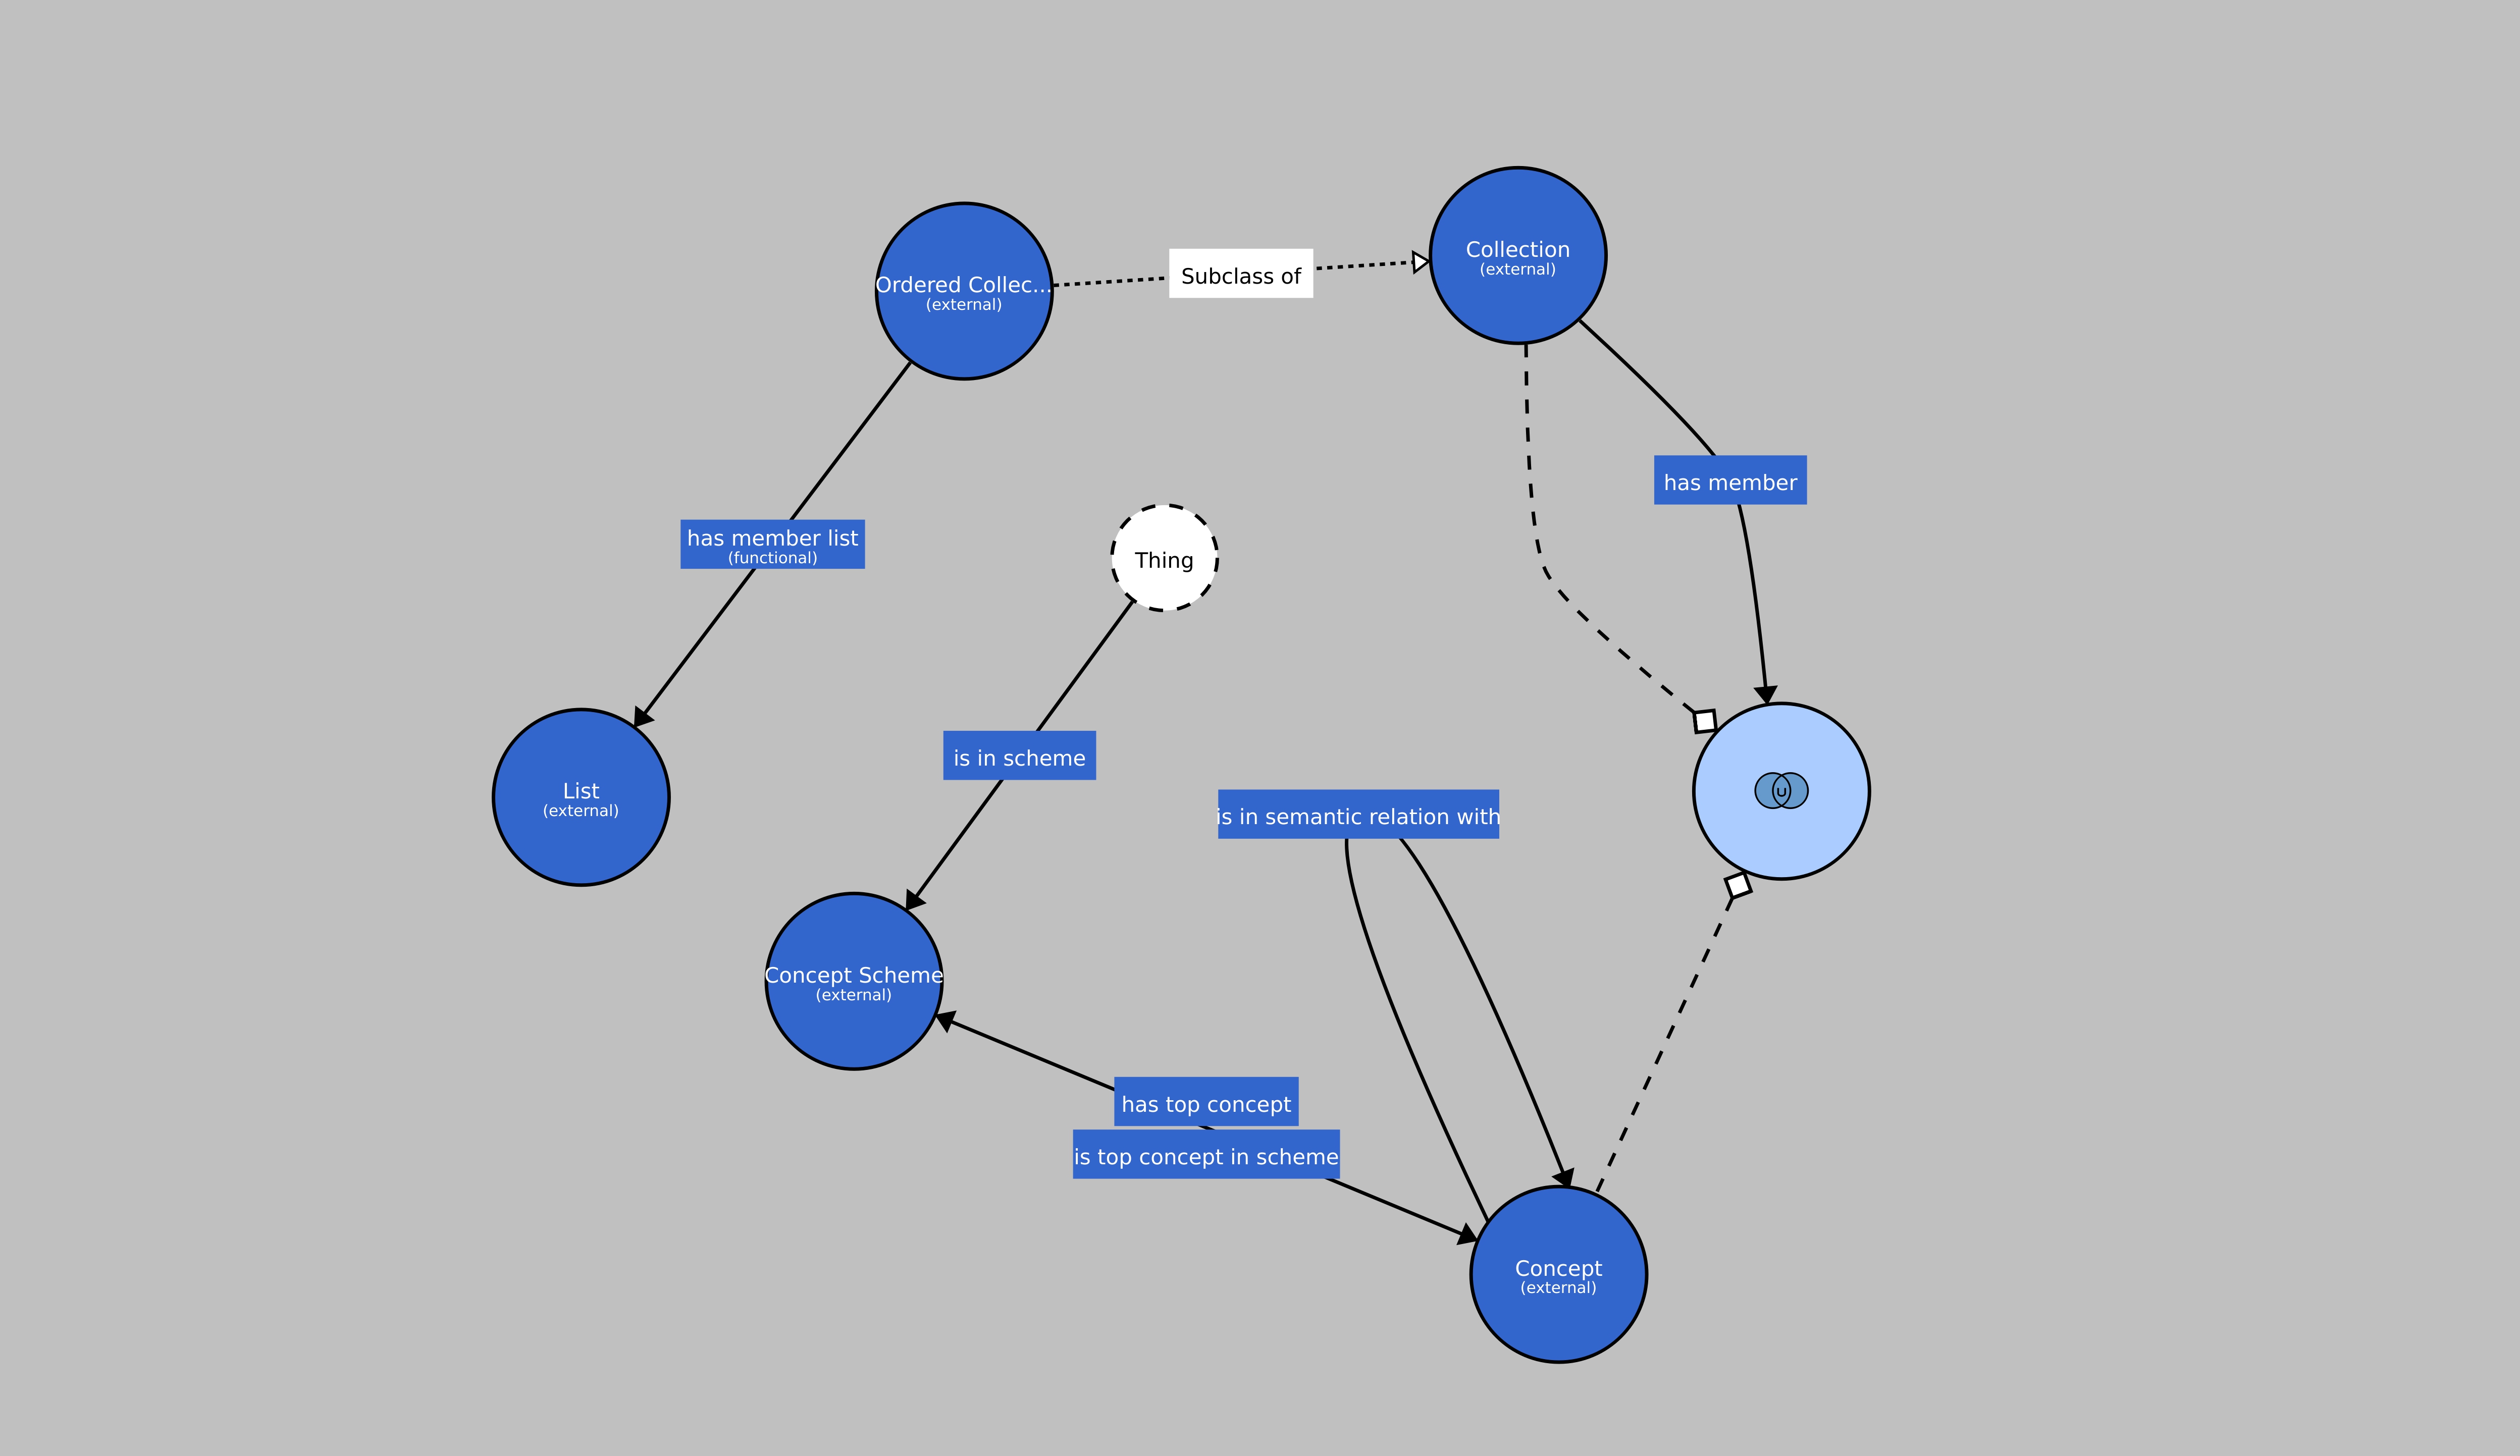 Collection
(external)
Subclass of
Ordered Collec...
(external)
has member
has member list
(functional)
Thing
is in scheme
List
(external)
∪
is in semantic relation with
Concept Scheme
(external)
has top concept
is top concept in scheme
Concept
(external)